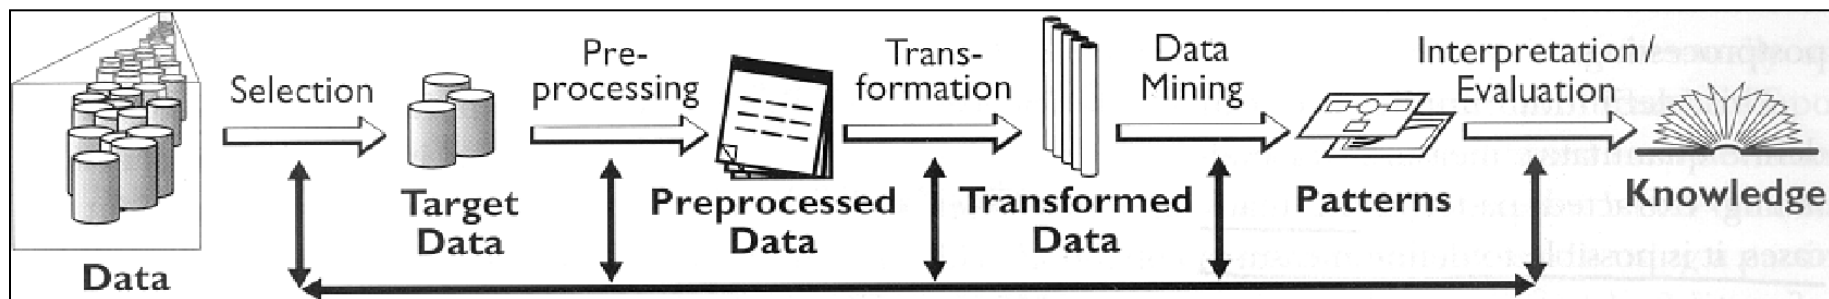 Data
Selection
Target
Data
Pre-
processing
Preprocessed
Data
Trans-
formation
Transformed
Data
Data
Mining
Patterns
Interpretation/
Evaluation
Knowledge